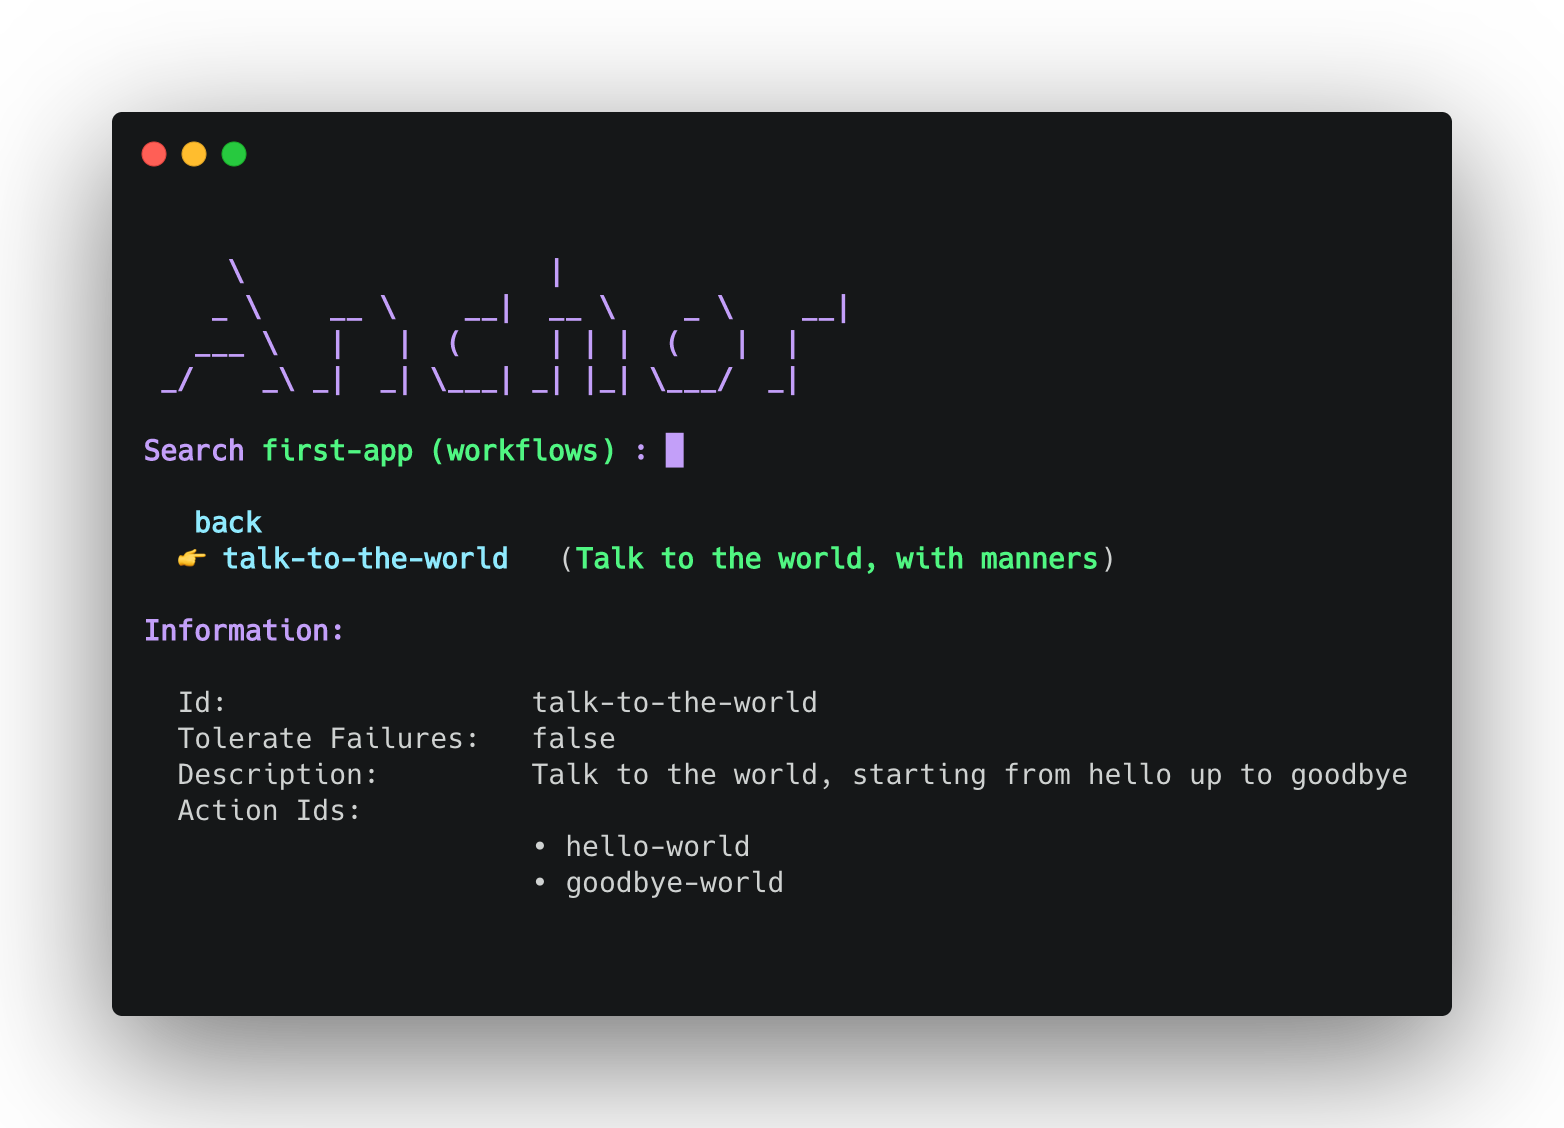 Anchor
Search first-app (workflows) :
back
👉 talk-to-the-world (Talk to the world, with manners)
Information:
Id: talk-to-the-world
Tolerate Failures: false
Description: Talk to the world, starting from hello up to goodbye
Action Ids:
• hello-world
• goodbye-world